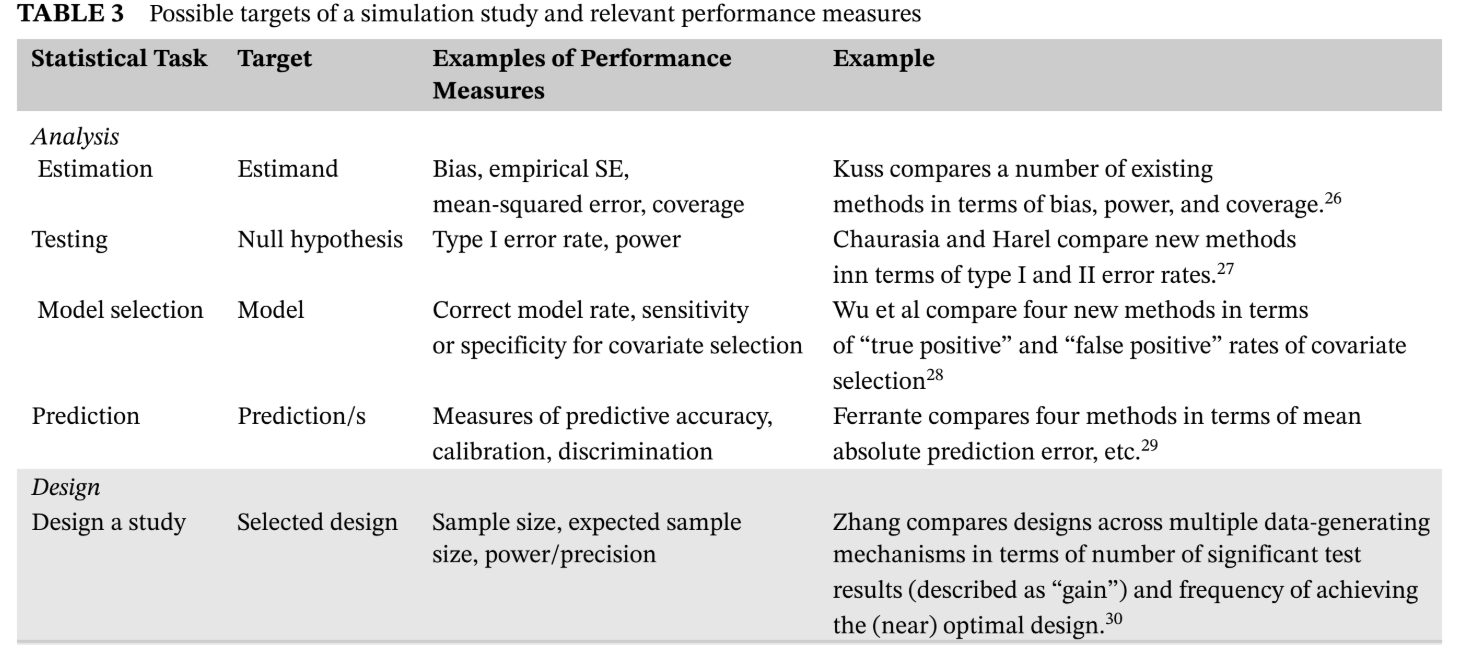 TABLE 3 Possible targets of a simulation study and relevant performance measures
Statistical Task Target Examples of Performance Measures Example
Analysis
Estimation Estimand Bias, empirical SE, Kuss compares a number of existing
mean-squared error, coverage methods in terms of bias, power, and coverage.26
Testing Null hypothesis Type I error rate, power Chaurasia and Harel compare new methods
inn terms of type I and II error rates.27
Model selection Model Correct model rate, sensitivity Wu et al compare four new methods in terms
or specificity for covariate selection of “true positive” and “false positive” rates of covariate
selection28
Prediction Prediction/s Measures of predictive accuracy, Ferrante compares four methods in terms of mean
calibration, discrimination absolute prediction error, etc.29
Design
Design a study Selected design Sample size, expected sample Zhang compares designs across multiple data-generating
size, power/precision mechanisms in terms of number of significant test
results (described as “gain”) and frequency of achieving
the (near) optimal design.30